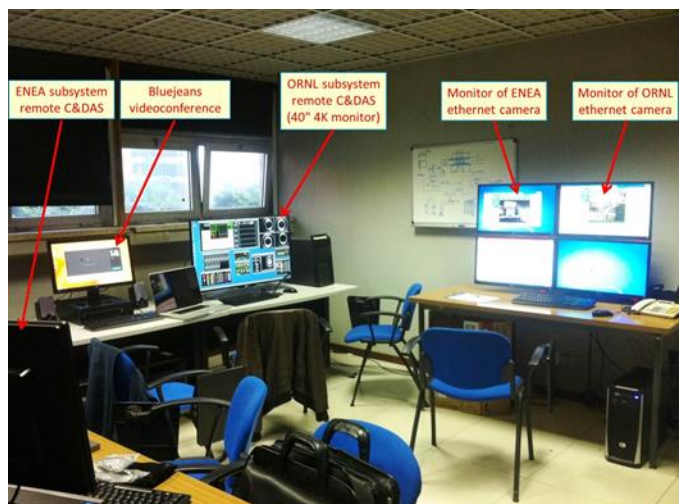 ENEA subsystem
remote C&DAS
Bluejeans
videoconference
ORNL subsystem
remote C&DAS
(40" 4K monitor)
Monitor of ENEA
ethernet camera
Monitor of ORNL
ethernet camera